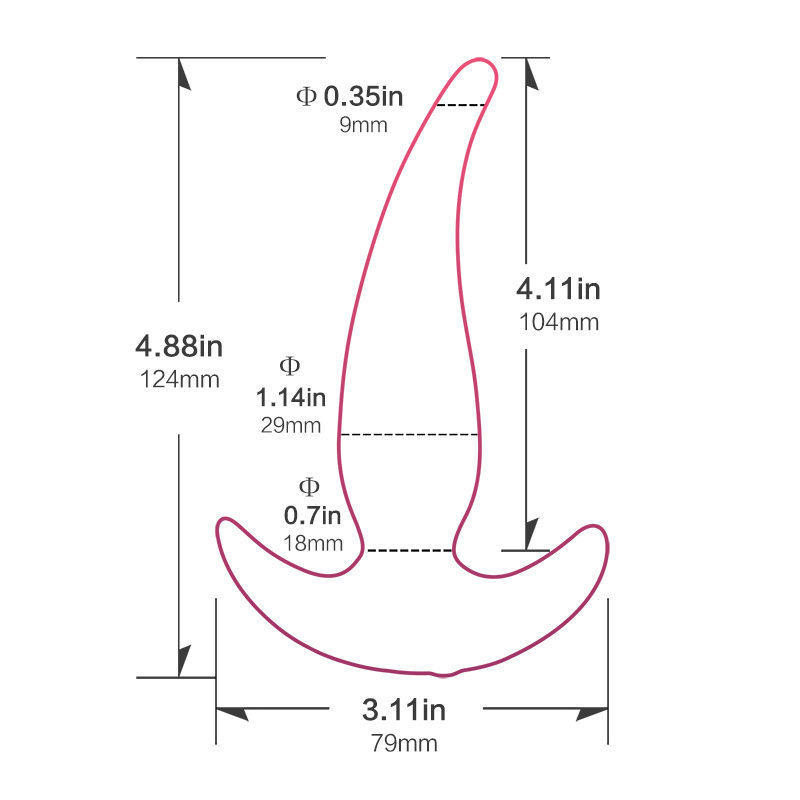 Φ 0.35in
9mm
4.11in
104mm
4.88in
124mm
Φ
1.14in
29mm
Φ
0.7in
18mm
3.11in
79mm